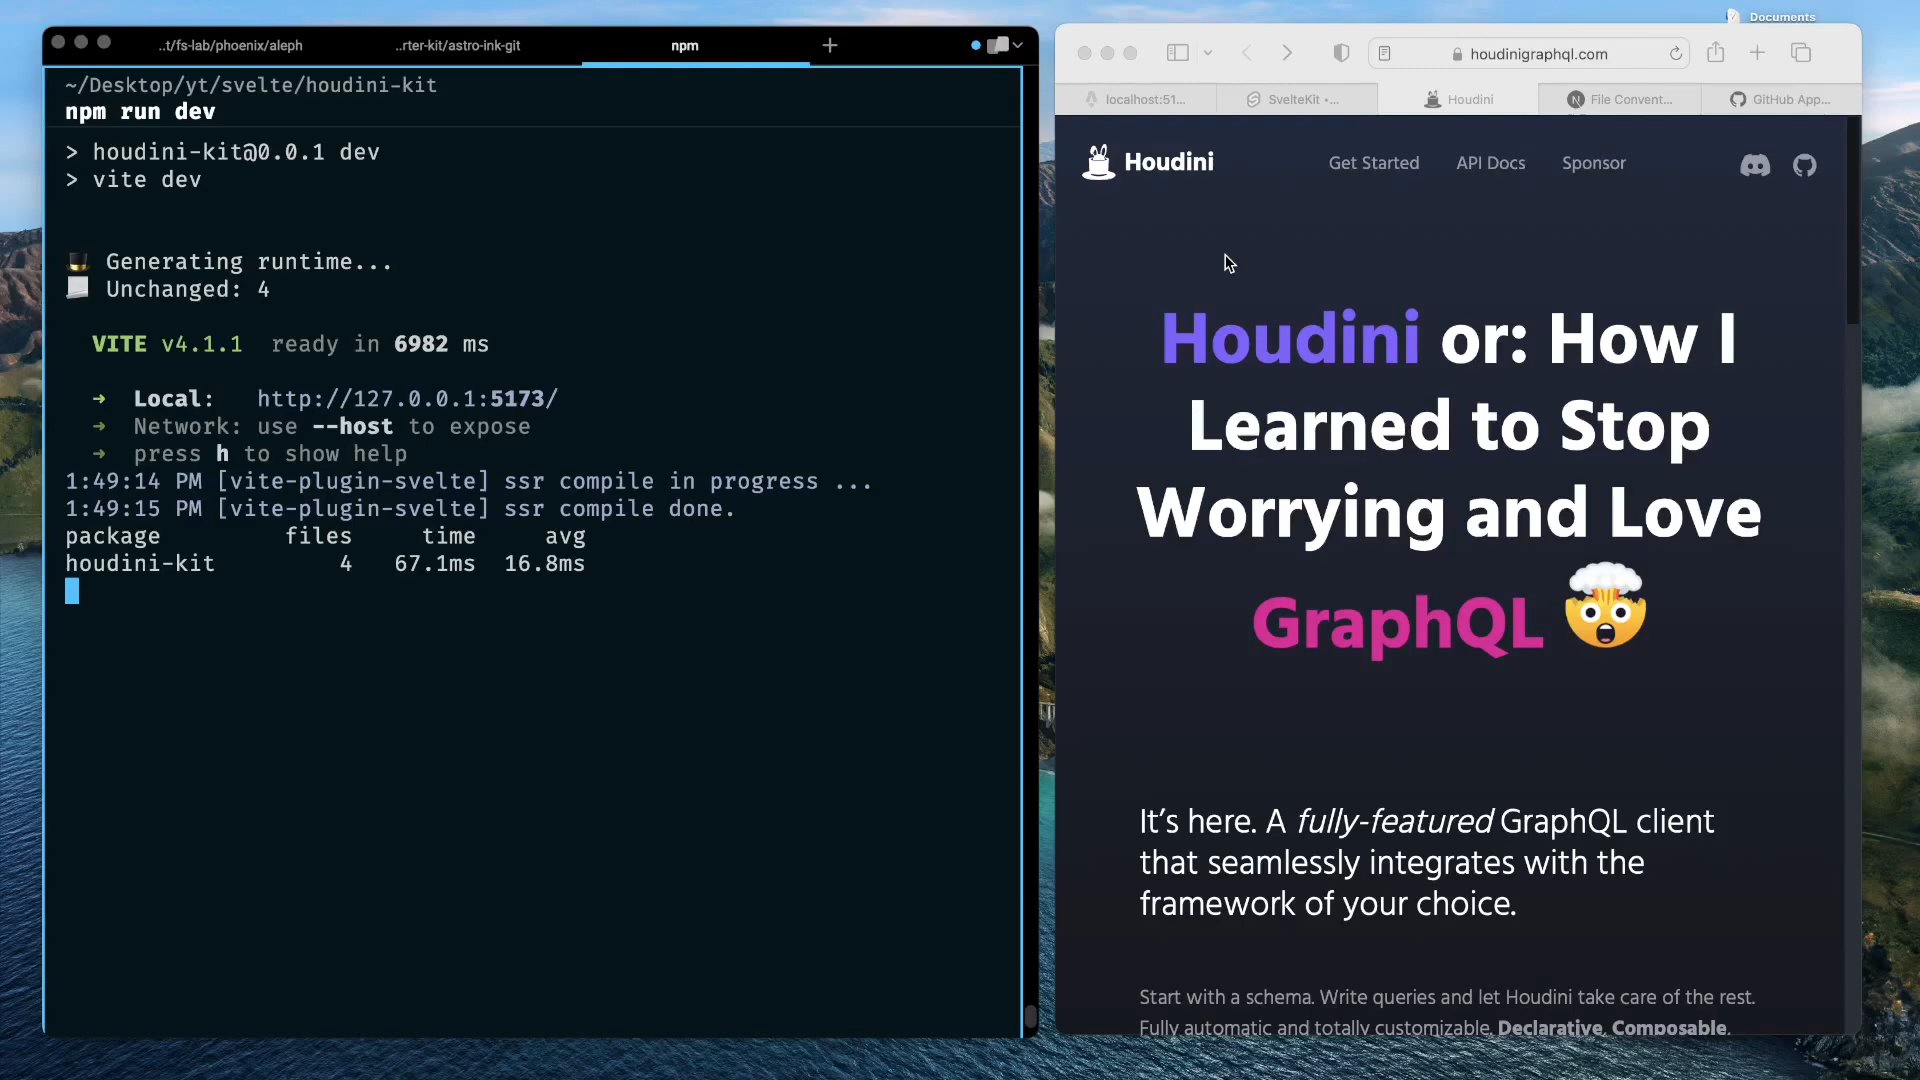 Documents
..t/fs-lab/phoenix/aleph
..rter-kit/astro-ink-git
npm
~/Desktop/yt/svelte/houdini-kit
npm run dev
> houdini-kit@0.0.1 dev
> vite dev
Generating runtime...
Unchanged: 4
VITE v4.1.1 ready in 6982 ms
➜ Local: http://127.0.0.1:5173/
➜ Network: use --host to expose
➜ press h to show help
1:49:14 PM [vite-plugin-svelte] ssr compile in progress ...
1:49:15 PM [vite-plugin-svelte] ssr compile done.
package files time avg
houdini-kit 4 67.1ms 16.8ms
houdinigraphql.com
localhost:51...
SvelteKit •...
Houdini
File Convent...
GitHub App...
Houdini
Get Started
API Docs
Sponsor
Houdini or: How I
Learned to Stop
Worrying and Love
GraphQL 🤯
It's here. A fully-featured GraphQL client
that seamlessly integrates with the
framework of your choice.
Start with a schema. Write queries and let Houdini take care of the rest.
Fully automatic and totally customizable. Declarative. Composable.